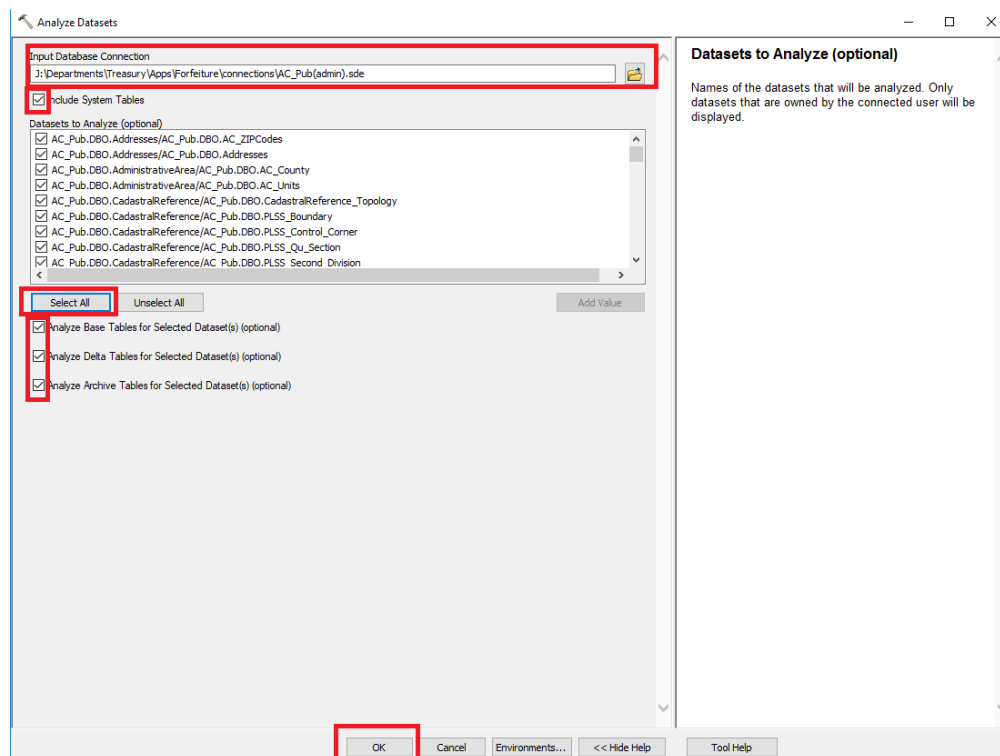 Analyze Datasets
Input Database Connection
J:\Departments\Treasury\Apps\Forfeiture\connections\AC_Pub(admin).sde
Include System Tables
Datasets to Analyze (optional)
AC_Pub.DBO.Addresses/AC_Pub.DBO.AC_ZIPCodes
AC_Pub.DBO.Addresses/AC_Pub.DBO.Addresses
AC_Pub.DBO.AdministrativeArea/AC_Pub.DBO.AC_County
AC_Pub.DBO.AdministrativeArea/AC_Pub.DBO.AC_Units
AC_Pub.DBO.CadastralReference/AC_Pub.DBO.CadastralReference_Topology
AC_Pub.DBO.CadastralReference/AC_Pub.DBO.PLSS_Boundary
AC_Pub.DBO.CadastralReference/AC_Pub.DBO.PLSS_Control_Corner
AC_Pub.DBO.CadastralReference/AC_Pub.DBO.PLSS_Qu_Section
AC_Pub.DBO.CadastralReference/AC_Pub.DBO.PLSS_Second_Division
Select All
Unselect All
Add Value
Analyze Base Tables for Selected Dataset(s) (optional)
Analyze Delta Tables for Selected Dataset(s) (optional)
Analyze Archive Tables for Selected Dataset(s) (optional)
OK
Cancel
Environments...
<< Hide Help
Datasets to Analyze (optional)
Names of the datasets that will be analyzed. Only
datasets that are owned by the connected user will be
displayed.
Tool Help